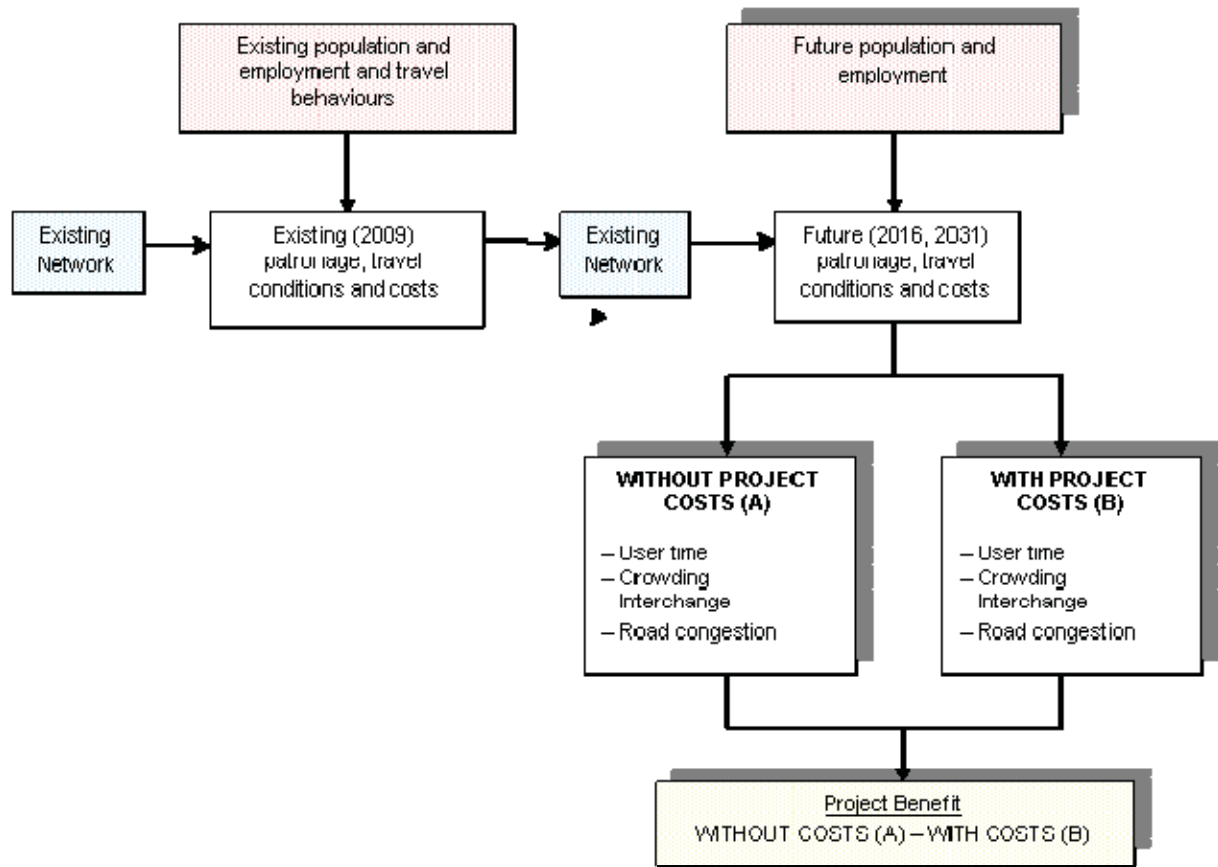 Existing population and
employment and travel
behaviours
Future population and
employment
Existing
Network
Existing (2009)
patronage, travel
conditions and costs
Existing
Network
Future (2016, 2031)
patronage, travel
conditions and costs
WITHOUT PROJECT
COSTS (A)
– User time
– Crowding
Interchange
– Road congestion
WITH PROJECT
COSTS (B)
– User time
– Crowding
Interchange
– Road congestion
Project Benefit
WITHOUT COSTS (A) – WITH COSTS (B)